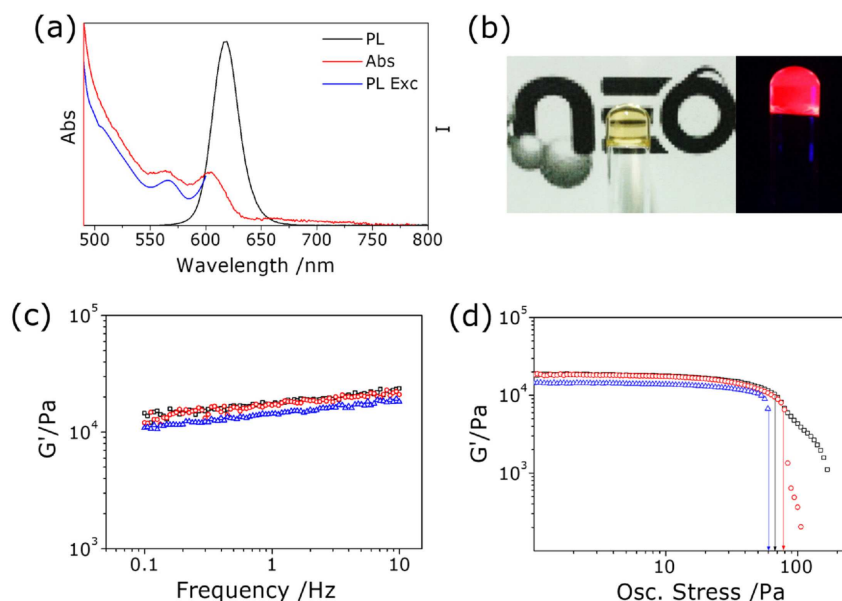 (a)
PL
Abs
PL Exc
Abs
I
500 550 600 650 700 750 800
Wavelength /nm
(b)
(c)
10^5
10^4
10^3
G'/Pa
0.1 1 10
Frequency /Hz
(d)
10^5
10^4
10^3
G'/Pa
10 100
Osc. Stress /Pa